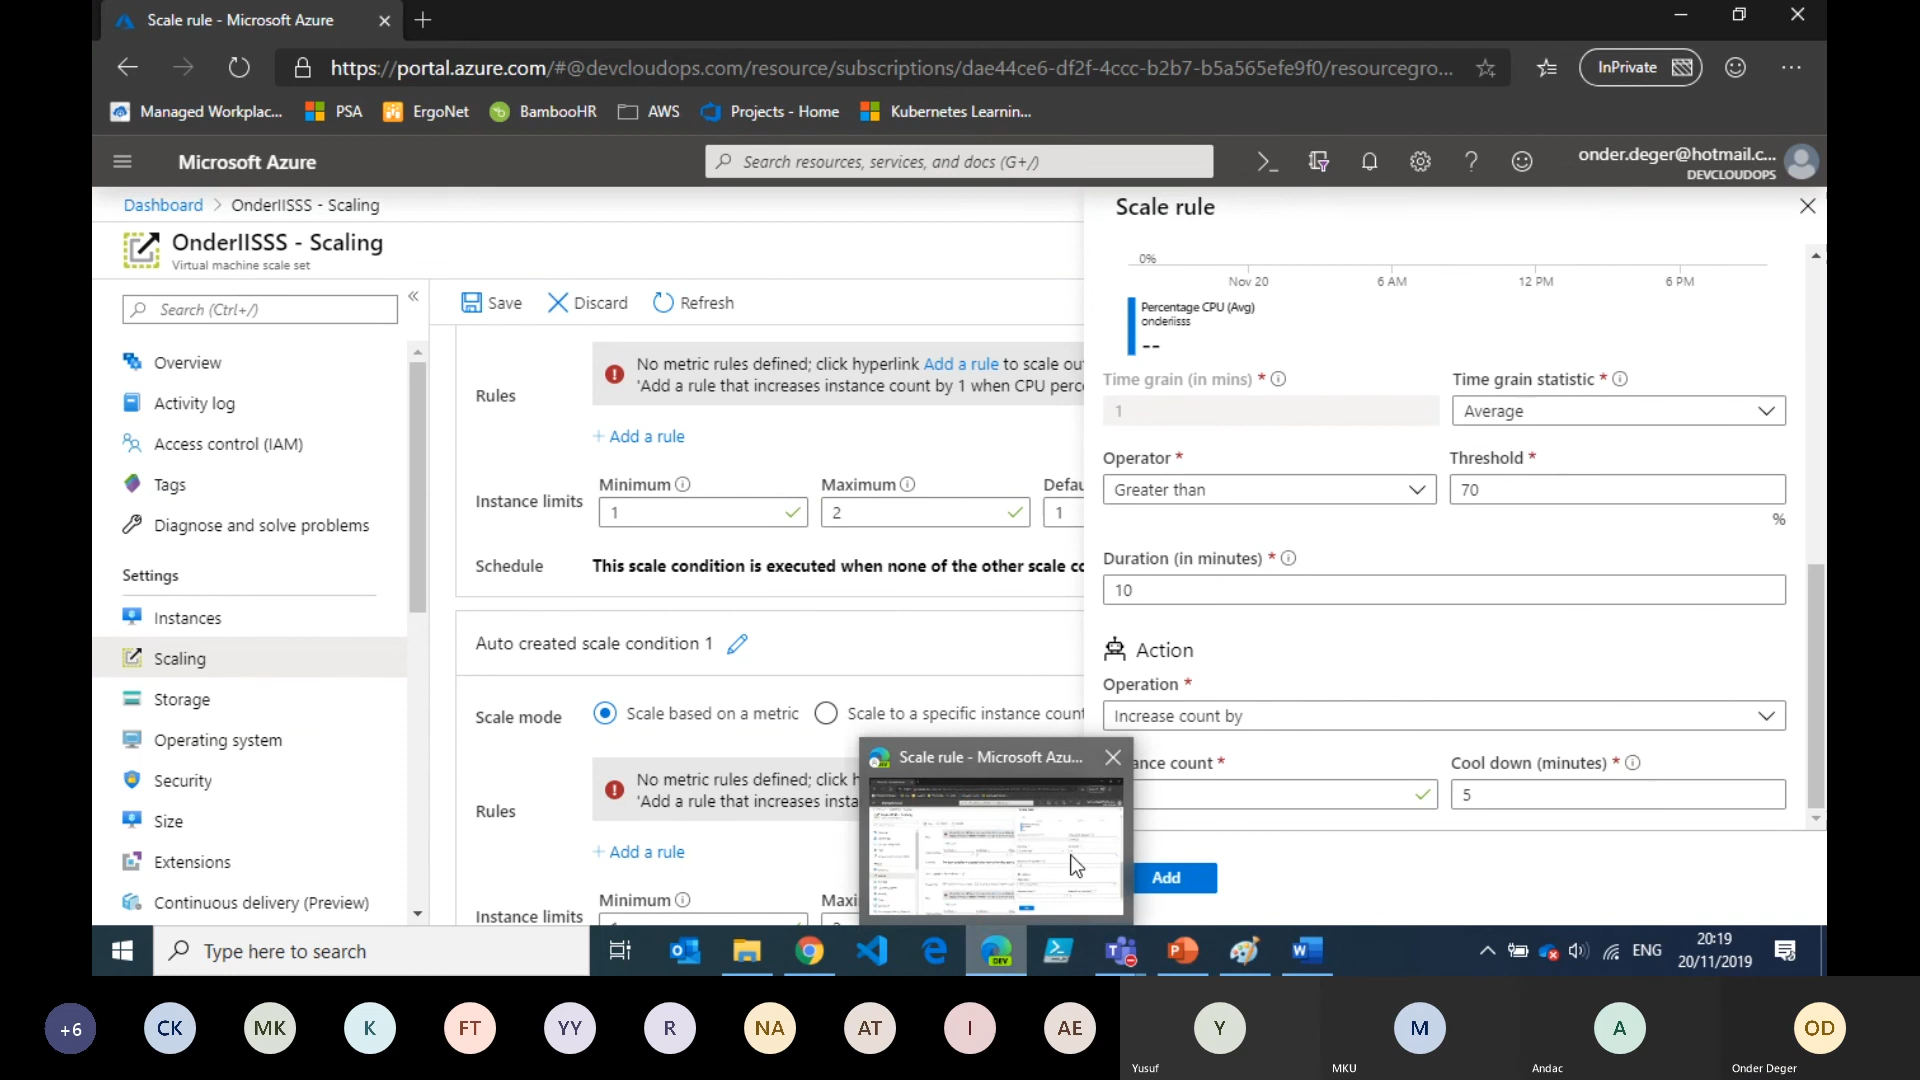 Scale rule - Microsoft Azure
https://portal.azure.com/#@devcloudops.com/resource/subscriptions/dae44ce6-df2f-4ccc-b2b7-b5a565efe9f0/resourcegro...
InPrivate
Managed Workplac...
PSA
ErgoNet
BambooHR
AWS
Projects - Home
Kubernetes Learnin...
Microsoft Azure
Search resources, services, and docs (G+/)
onder.deger@hotmail.c...
DEVCLOUDOPS
Dashboard > OnderIISSS - Scaling
OnderIISSS - Scaling
Virtual machine scale set
Search (Ctrl+/)
Overview
Activity log
Access control (IAM)
Tags
Diagnose and solve problems
Settings
Instances
Scaling
Storage
Operating system
Security
Size
Extensions
Continuous delivery (Preview)
Save
Discard
Refresh
Rules
No metric rules defined; click hyperlink Add a rule to scale ou
'Add a rule that increases instance count by 1 when CPU perc
+ Add a rule
Instance limits
Minimum
1
Maximum
2
Defau
1
Schedule
This scale condition is executed when none of the other scale co
Auto created scale condition 1
Scale mode
Scale based on a metric
Scale to a specific instance count
Rules
No metric rules defined; click h
'Add a rule that increases insta
+ Add a rule
Instance limits
Minimum
Maxi
Scale rule
0%
Nov 20
6 AM
12 PM
6 PM
Percentage CPU (Avg)
onderiisss
--
Time grain (in mins) *
1
Time grain statistic *
Average
Operator *
Greater than
Threshold *
70
%
Duration (in minutes) *
10
Action
Operation *
Increase count by
ance count *
Cool down (minutes) *
5
Add
Scale rule - Microsoft Azu...
Type here to search
DEV
ENG
20:19
20/11/2019
+6
CK
MK
K
FT
YY
R
NA
AT
I
AE
Y
Yusuf
M
MKU
A
Andac
OD
Onder Deger